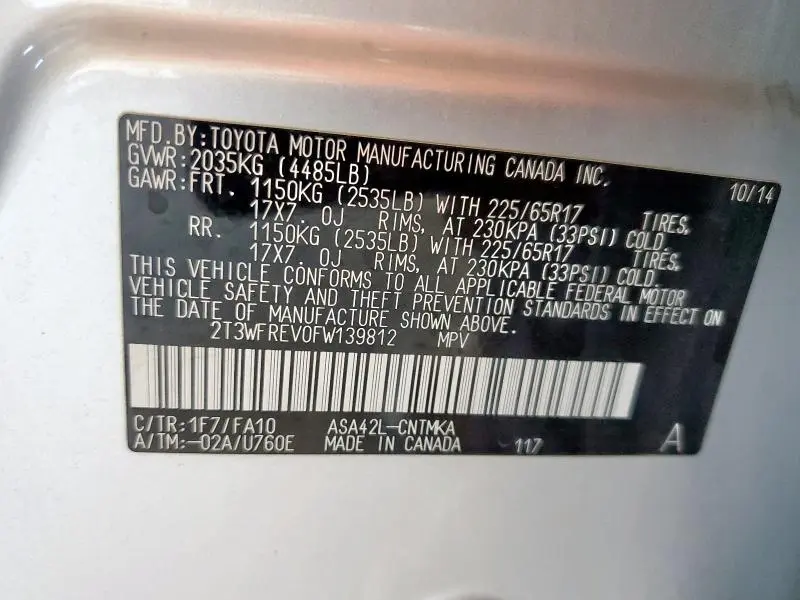 MFD.BY:TOYOTA MOTOR MANUFACTURING CANADA INC. 10/14
GVWR:2035KG (4485LB)
GAWR:FRT. 1150KG (2535LB) WITH 225/65R17 TIRES,
17X7.0J RIMS, AT 230KPA (33PSI) COLD.
RR. 1150KG (2535LB) WITH 225/65R17 TIRES,
17X7.0J RIMS, AT 230KPA (33PSI) COLD.
THIS VEHICLE CONFORMS TO ALL APPLICABLE FEDERAL MOTOR
VEHICLE SAFETY AND THEFT PREVENTION STANDARDS IN EFFECT ON
THE DATE OF MANUFACTURE SHOWN ABOVE.
2T3WFREV0FW139812 MPV
C/TR:1F7/FA10 ASA42L-CNTMKA
A/TM:-02A/U760E MADE IN CANADA 117 A